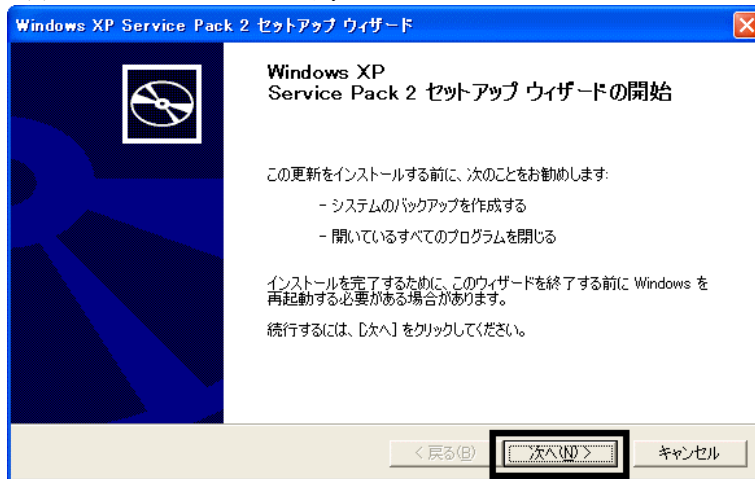 Windows XP Service Pack 2 セットアップ ウィザード
Windows XP
Service Pack 2 セットアップ ウィザードの開始
この更新をインストールする前に、次のことをお勧めします:
- システムのバックアップを作成する
- 開いているすべてのプログラムを閉じる
インストールを完了するために、このウィザードを終了する前に Windows を
再起動する必要がある場合があります。
続行するには、[次へ] をクリックしてください。
< 戻る(B)
次へ(N) >
キャンセル